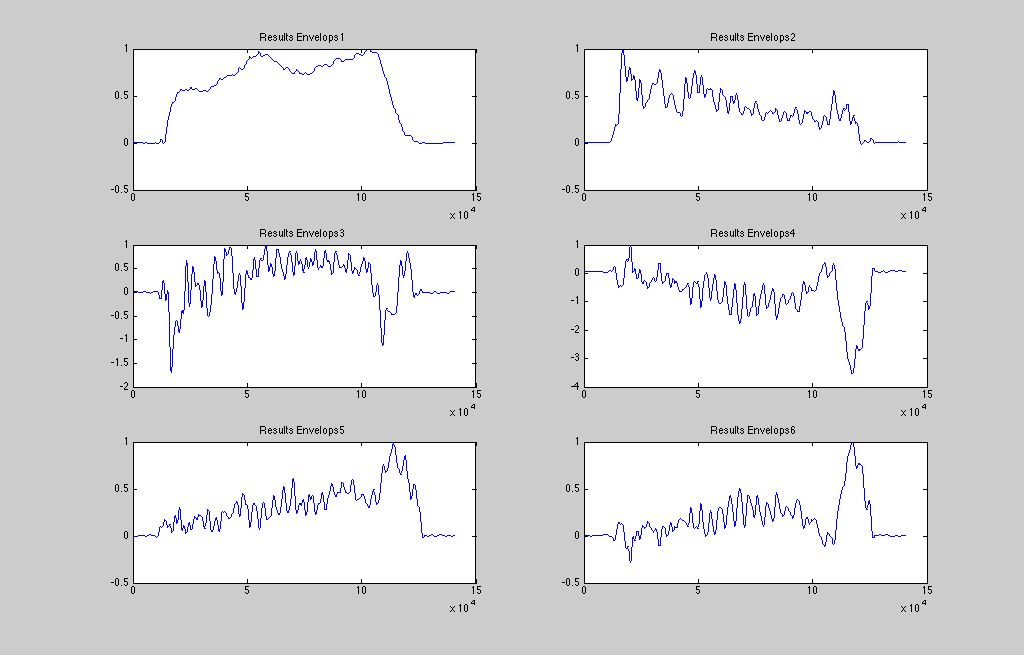 Results Envelops1
1
0.5
0
-0.5
0 5 10 15
x 10^4
Results Envelops2
1
0.5
0
-0.5
0 5 10 15
x 10^4
Results Envelops3
1
0.5
0
-0.5
-1
-1.5
-2
0 5 10 15
x 10^4
Results Envelops4
1
0
-1
-2
-3
-4
0 5 10 15
x 10^4
Results Envelops5
1
0.5
0
-0.5
0 5 10 15
x 10^4
Results Envelops6
1
0.5
0
-0.5
0 5 10 15
x 10^4